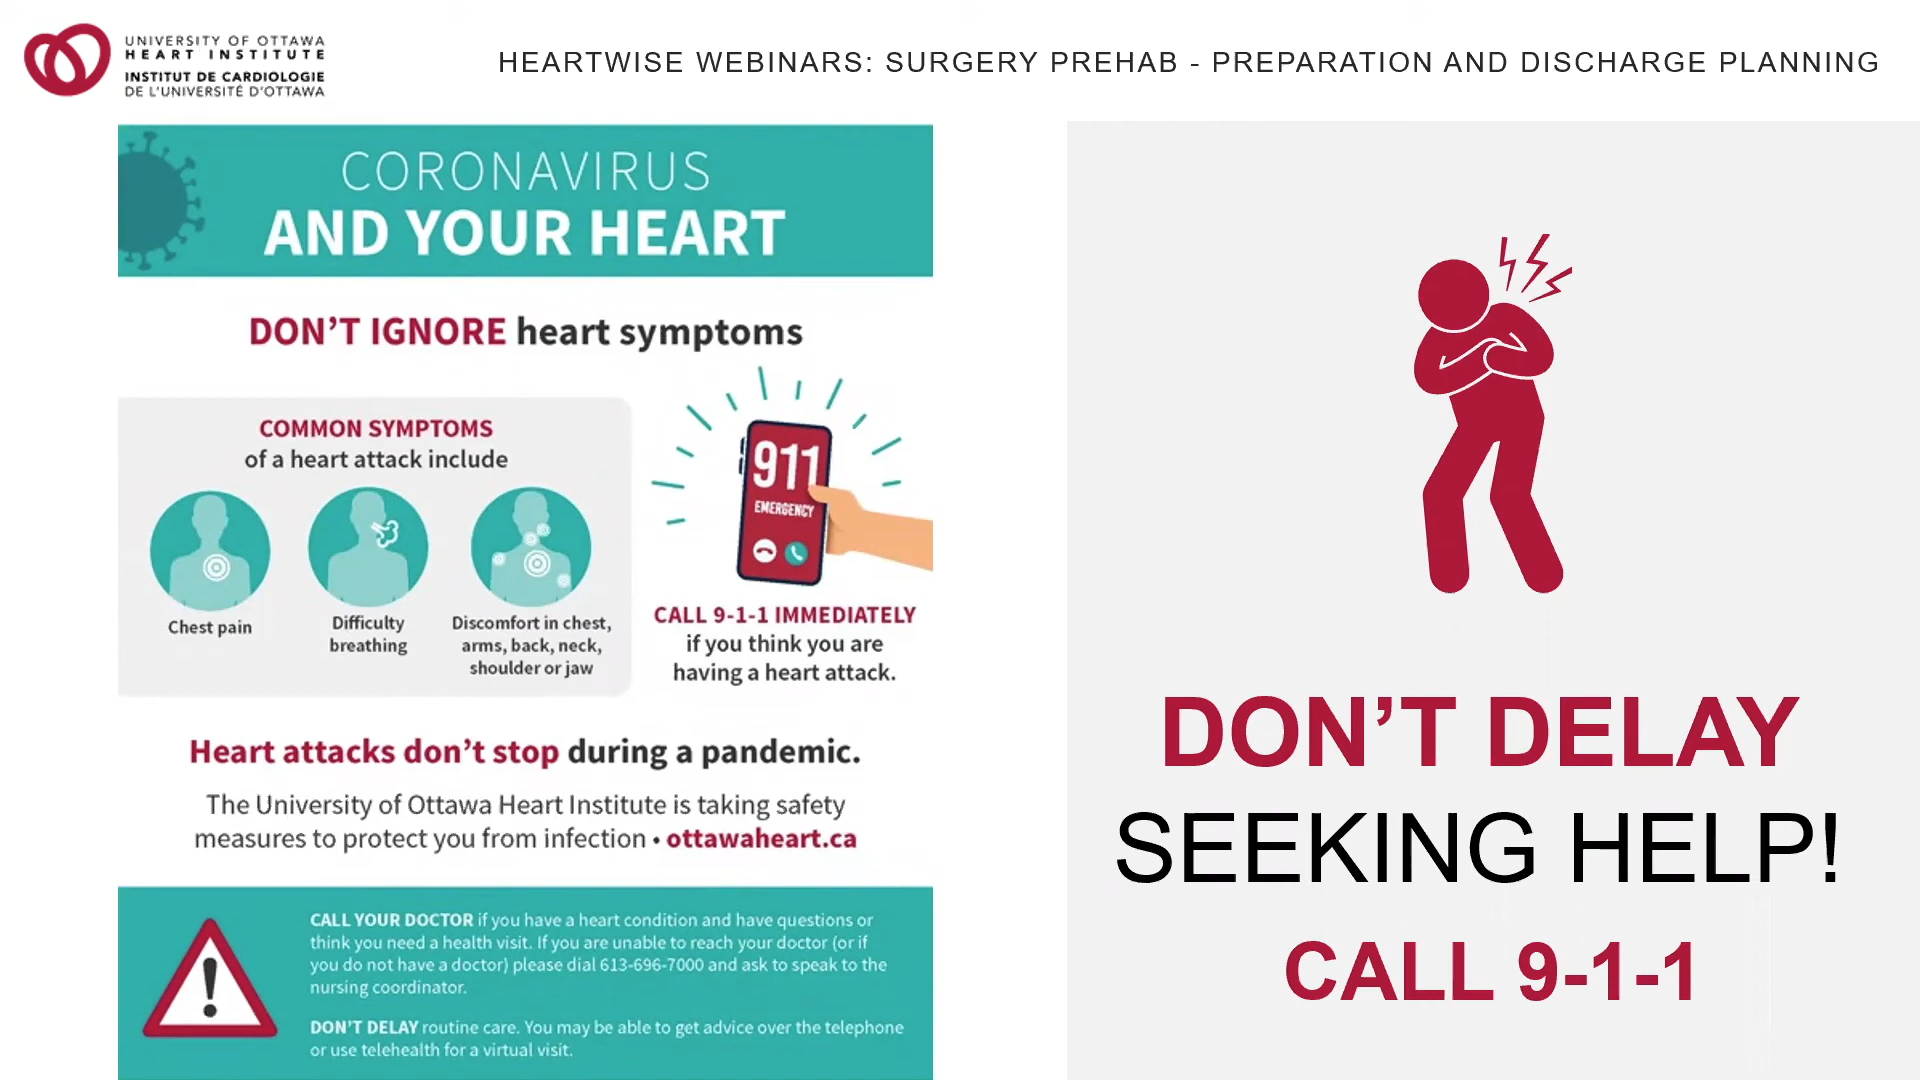 UNIVERSITY OF OTTAWA
HEART INSTITUTE
INSTITUT DE CARDIOLOGIE
DE L'UNIVERSITÉ D'OTTAWA
HEARTWISE WEBINARS: SURGERY PREHAB - PREPARATION AND DISCHARGE PLANNING
CORONAVIRUS
AND YOUR HEART
DON'T IGNORE heart symptoms
COMMON SYMPTOMS
of a heart attack include
Chest pain
Difficulty
breathing
Discomfort in chest,
arms, back, neck,
shoulder or jaw
911
EMERGENCY
CALL 9-1-1 IMMEDIATELY
if you think you are
having a heart attack.
Heart attacks don't stop during a pandemic.
The University of Ottawa Heart Institute is taking safety
measures to protect you from infection • ottawaheart.ca
CALL YOUR DOCTOR if you have a heart condition and have questions or
think you need a health visit. If you are unable to reach your doctor (or if
you do not have a doctor) please dial 613-696-7000 and ask to speak to the
nursing coordinator.
DON'T DELAY routine care. You may be able to get advice over the telephone
or use telehealth for a virtual visit.
DON'T DELAY
SEEKING HELP!
CALL 9-1-1